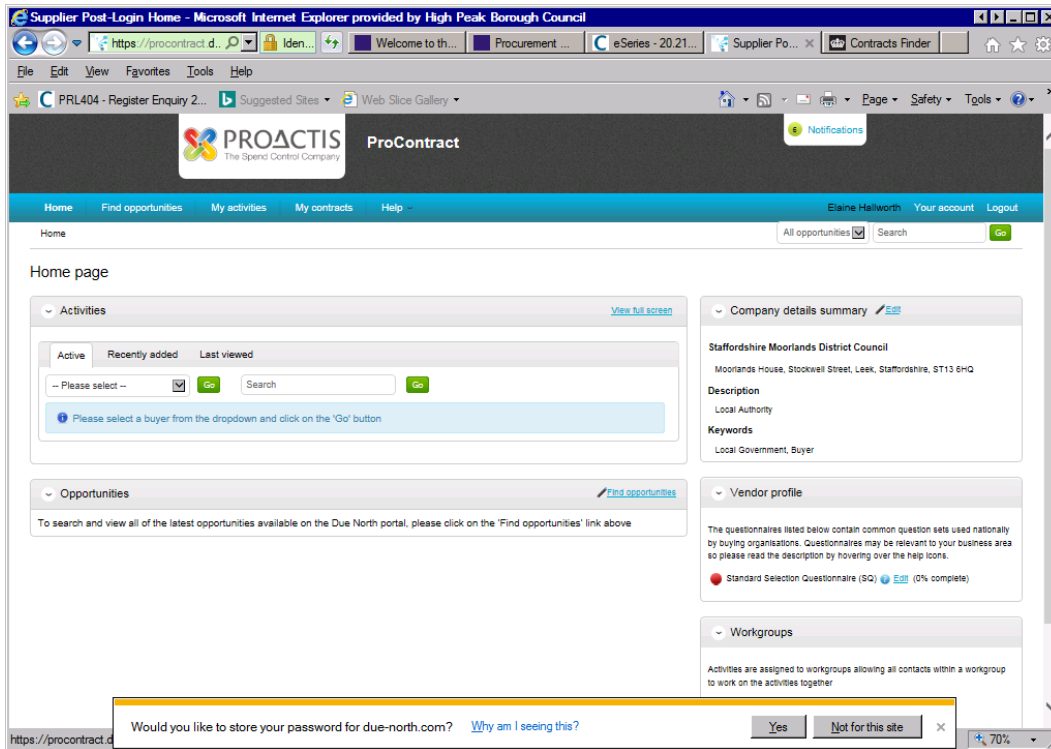 Supplier Post-Login Home - Microsoft Internet Explorer provided by High Peak Borough Council
https://procontract.d.. Iden... Welcome to th... Procurement ... eSeries - 20.21... Supplier Po... Contracts Finder
File Edit View Favorites Tools Help
PRL404 - Register Enquiry 2... Suggested Sites Web Slice Gallery Page Safety Tools
PROACTIS
The Spend Control Company
ProContract
6 Notifications
Home Find opportunities My activities My contracts Help Elaine Hallworth Your account Logout
Home All opportunities Search Go
Home page
Activities View full screen
Active Recently added Last viewed
-- Please select -- Go Search Go
Please select a buyer from the dropdown and click on the 'Go' button
Opportunities Find opportunities
To search and view all of the latest opportunities available on the Due North portal, please click on the 'Find opportunities' link above
Company details summary Edit
Staffordshire Moorlands District Council
Moorlands House, Stockwell Street, Leek, Staffordshire, ST13 6HQ
Description
Local Authority
Keywords
Local Government, Buyer
Vendor profile
The questionnaires listed below contain common question sets used nationally
by buying organisations. Questionnaires may be relevant to your business area
so please read the description by hovering over the help icons.
Standard Selection Questionnaire (SQ) Edit (0% complete)
Workgroups
Activities are assigned to workgroups allowing all contacts within a workgroup
to work on the activities together
Would you like to store your password for due-north.com? Why am I seeing this? Yes Not for this site
https://procontract.d 70%